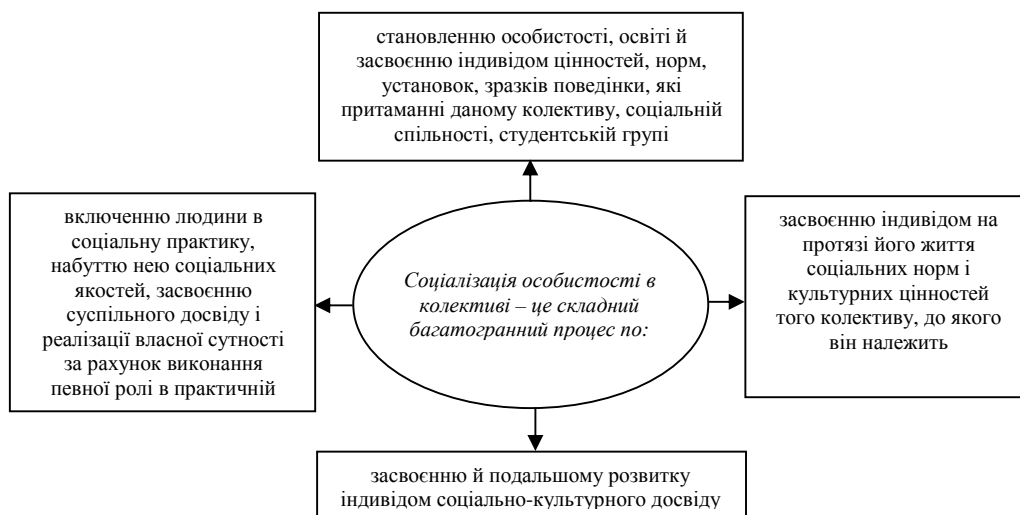 становленню особистості, освіті й
засвоєнню індивідом цінностей, норм,
установок, зразків поведінки, які
притаманні даному колективу, соціальній
спільності, студентській групі
включенню людини в
соціальну практику,
набуттю нею соціальних
якостей, засвоєнню
суспільного досвіду і
реалізації власної сутності
за рахунок виконання
певної ролі в практичній
Соціалізація особистості в
колективі – це складний
багатогранний процес по:
засвоєнню індивідом на
протязі його життя
соціальних норм і
культурних цінностей
того колективу, до якого
він належить
засвоєнню й подальшому розвитку
індивідом соціально-культурного досвіду